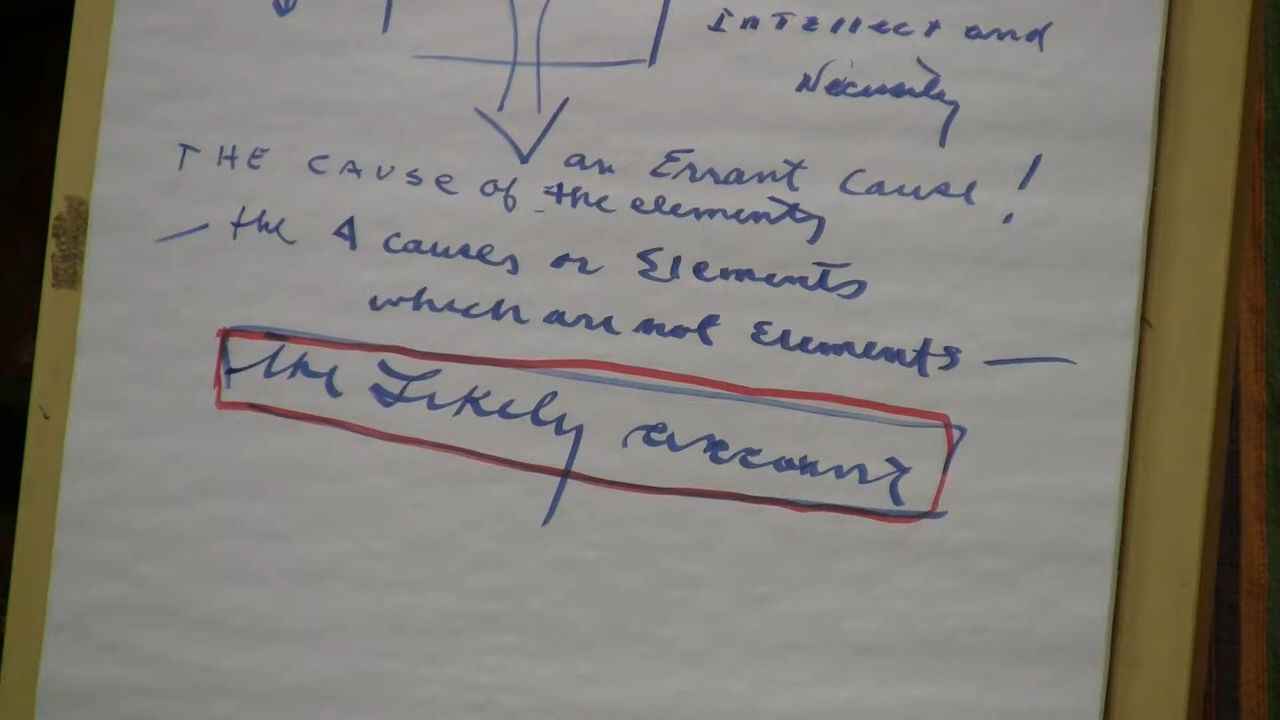 Intellect and
Necessity
an Errant Cause!
THE CAUSE of the elements
— the 4 causes or Elements
which are not Elements —
the Likely account